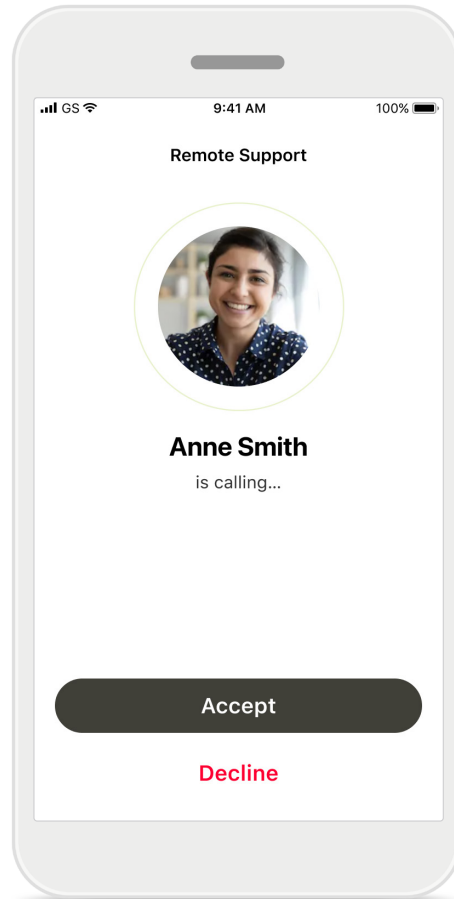 GS 9:41 AM 100%
Remote Support
Anne Smith
is calling...
Accept
Decline